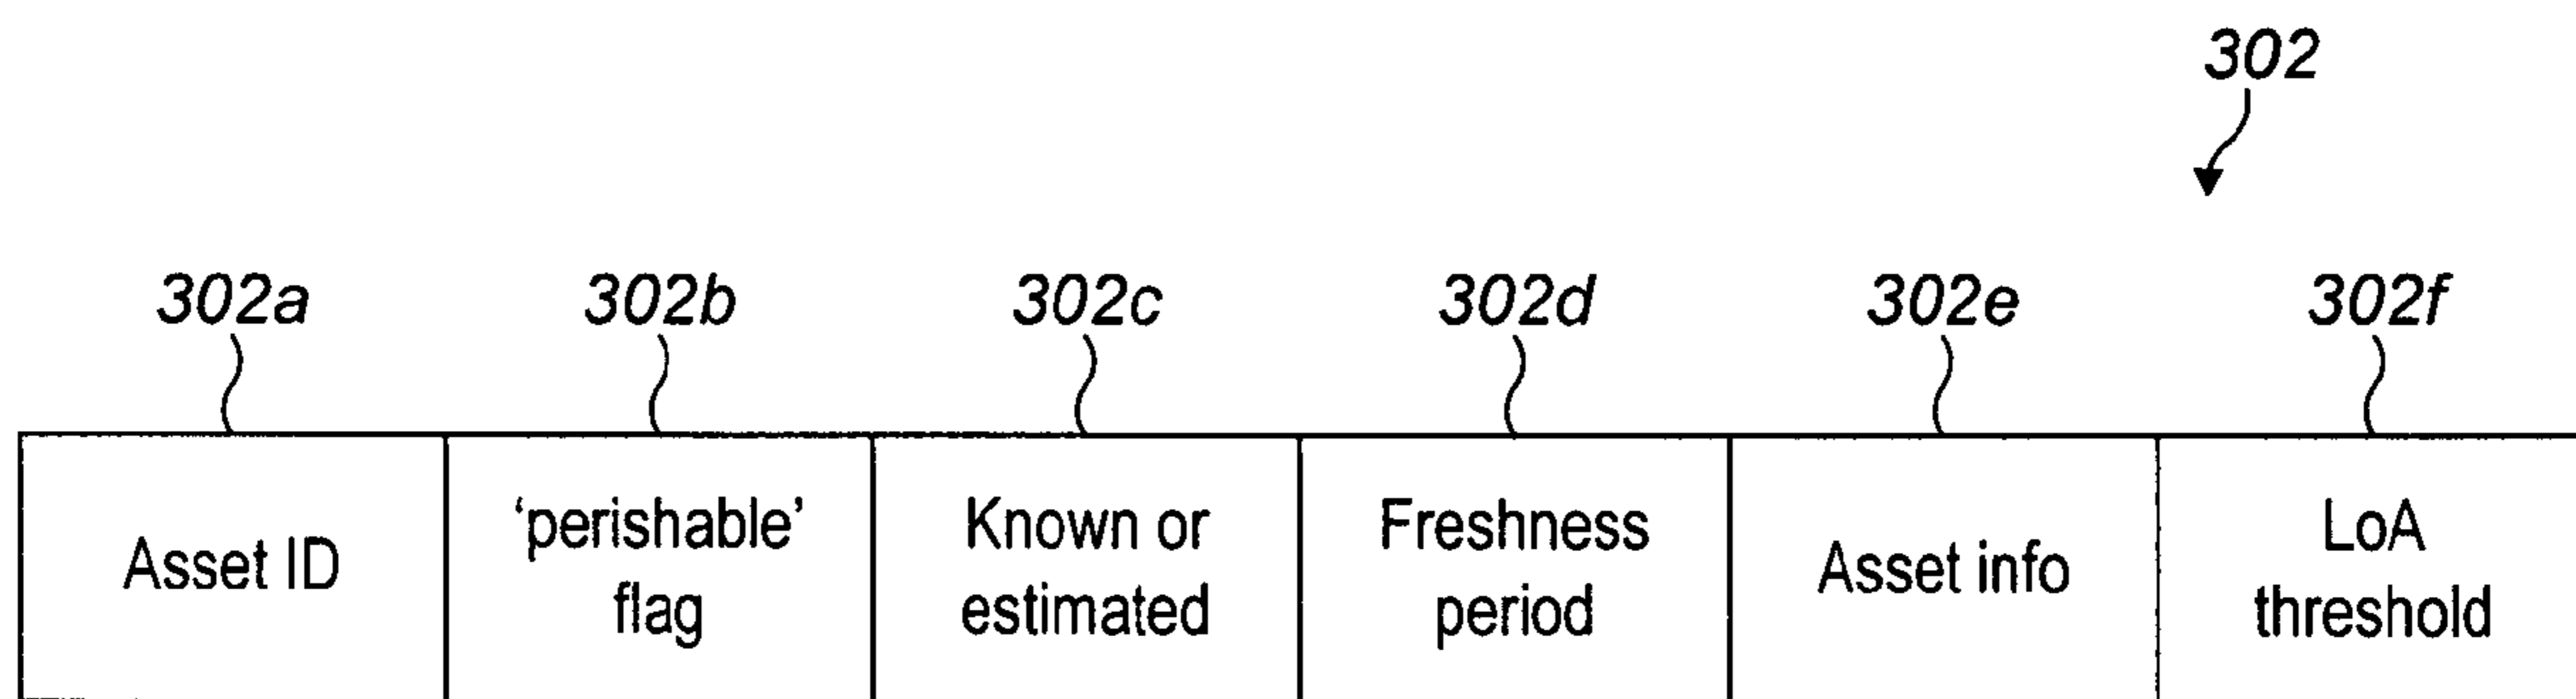 302
302a 302b 302c 302d 302e 302f
Asset ID
'perishable'
flag
Known or
estimated
Freshness
period
Asset info
LoA
threshold